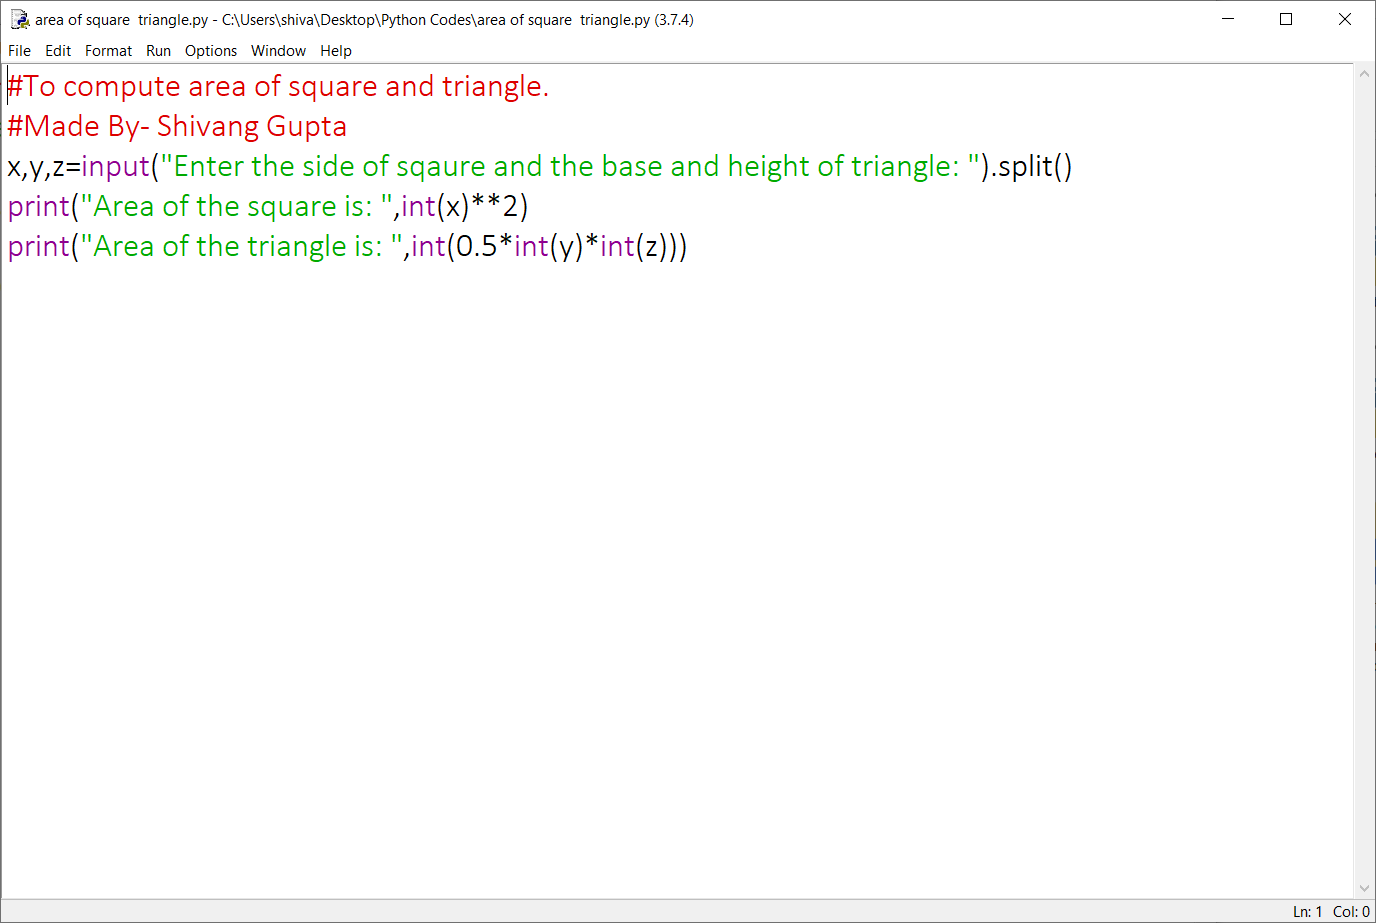 area of square  triangle.py - C:\Users\shiva\Desktop\Python Codes\area of square  triangle.py (3.7.4)
File Edit Format Run Options Window Help
#To compute area of square and triangle.
#Made By- Shivang Gupta
x,y,z=input("Enter the side of sqaure and the base and height of triangle: ").split()
print("Area of the square is: ",int(x)**2)
print("Area of the triangle is: ",int(0.5*int(y)*int(z)))
Ln: 1 Col: 0